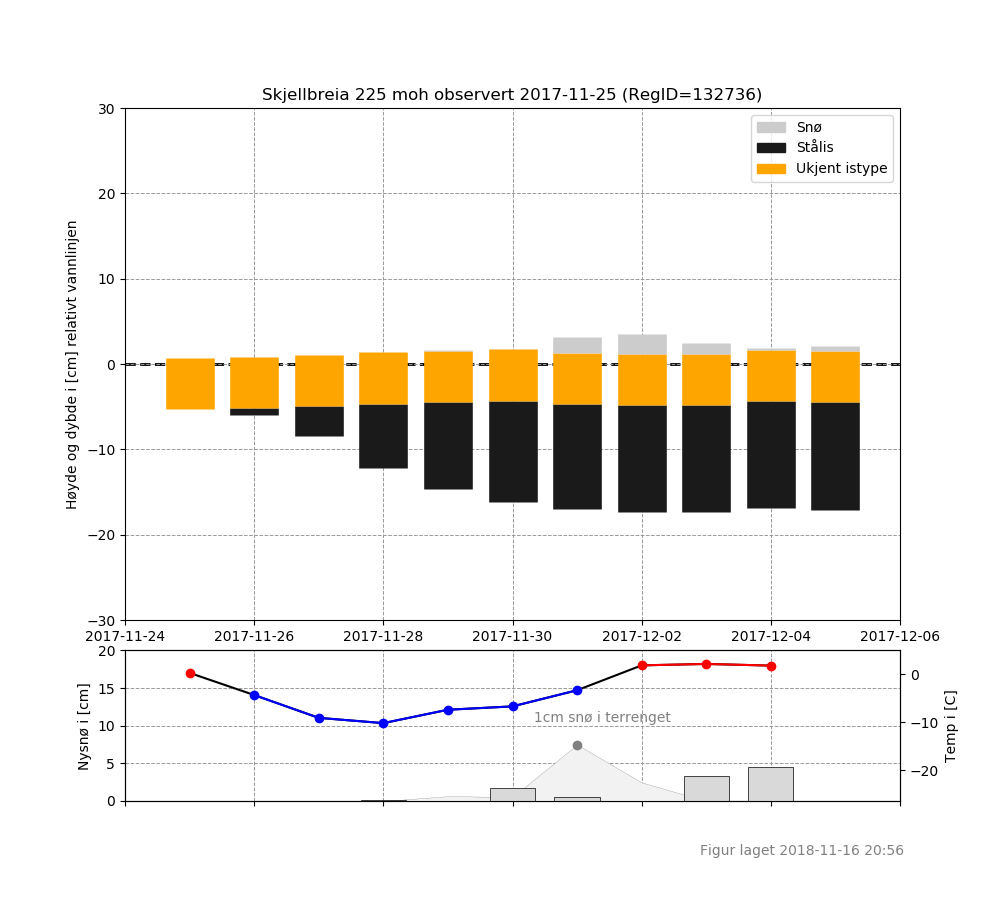 Skjellbreia 225 moh observert 2017-11-25 (RegID=132736)
Høyde og dybde i [cm] relativt vannlinjen
30
20
10
0
−10
−20
−30
Snø
Stålis
Ukjent istype
2017-11-24 2017-11-26 2017-11-28 2017-11-30 2017-12-02 2017-12-04 2017-12-06
Nysnø i [cm]
20
15
10
5
0
1cm snø i terrenget
0
−10
−20
Temp i [C]
Figur laget 2018-11-16 20:56